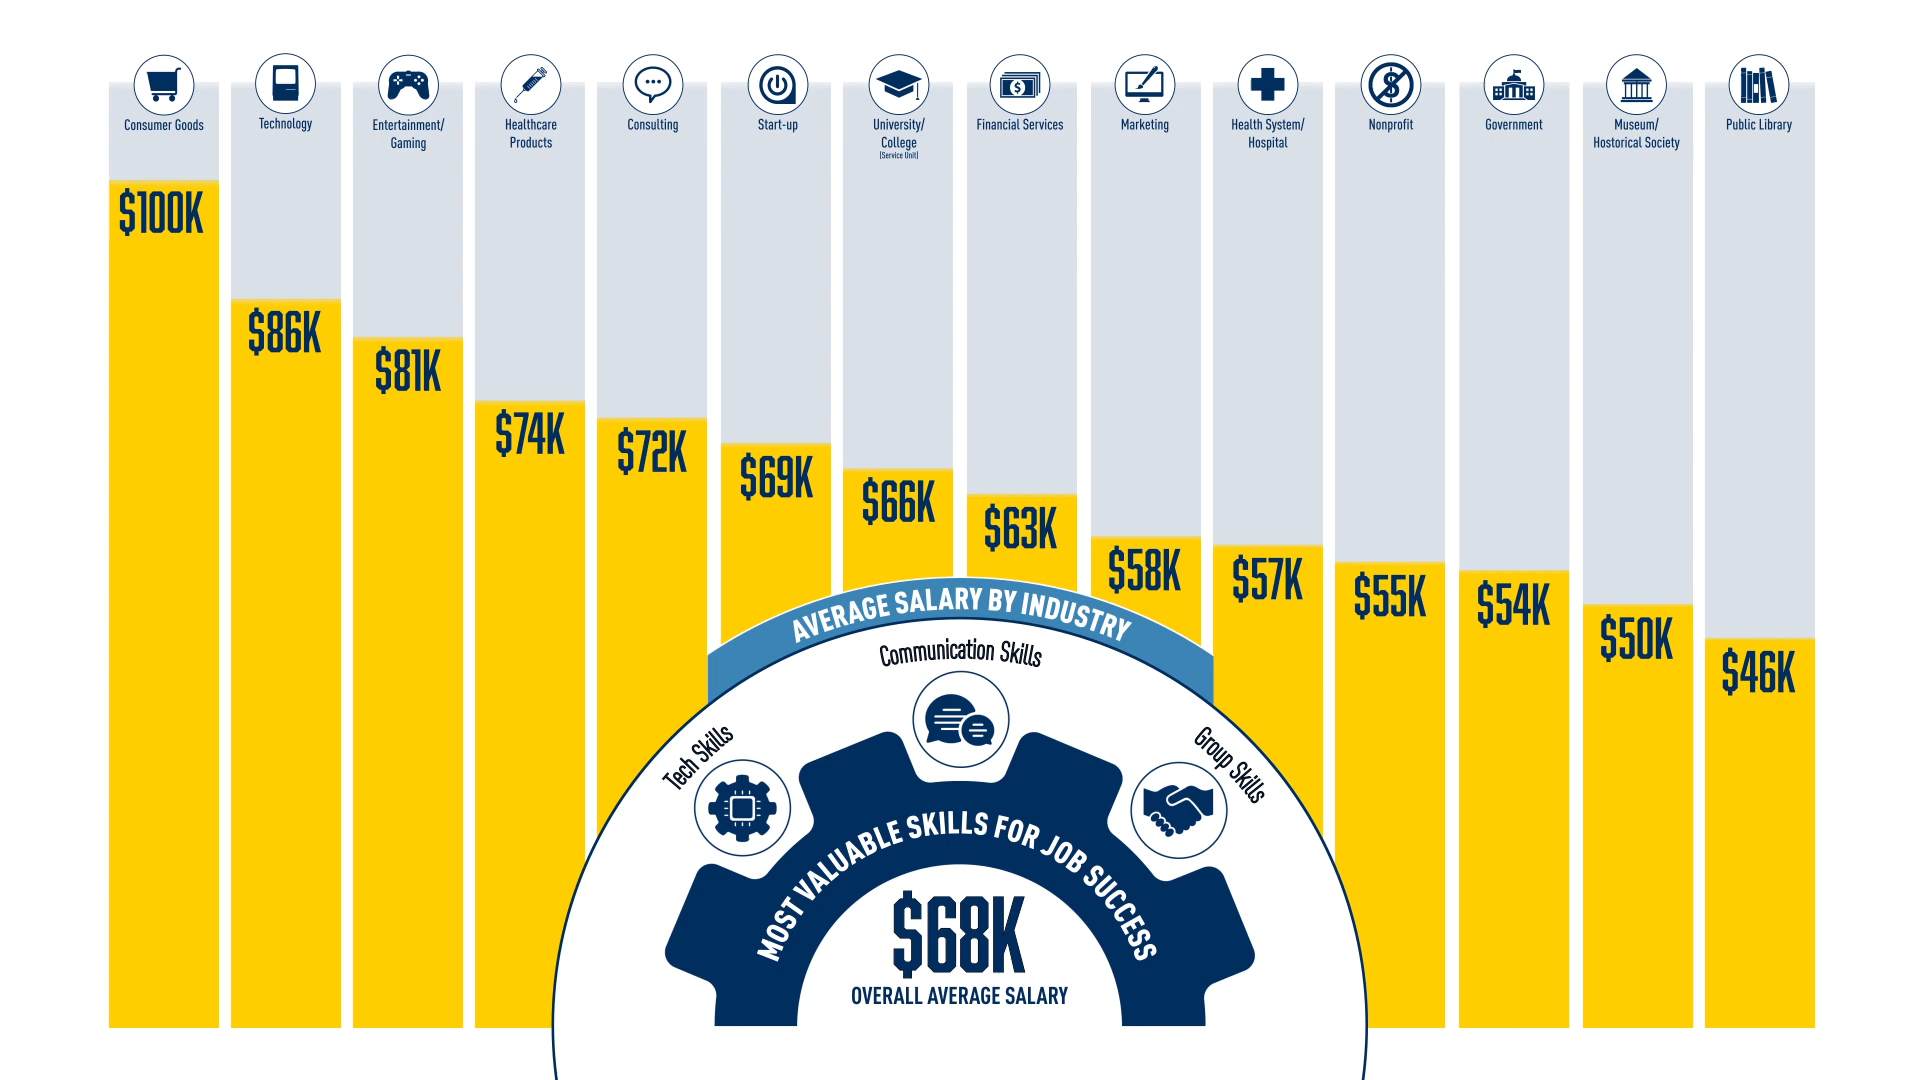 Consumer Goods
Technology
Entertainment/
Gaming
Healthcare
Products
Consulting
Start-up
University/
College
(Service Unit)
Financial Services
Marketing
Health System/
Hospital
Nonprofit
Government
Museum/
Hostorical Society
Public Library
$100K
$86K
$81K
$74K
$72K
$69K
$66K
$63K
$58K
$57K
$55K
$54K
$50K
$46K
AVERAGE SALARY BY INDUSTRY
Communication Skills
Tech Skills
Group Skills
MOST VALUABLE SKILLS FOR JOB SUCCESS
$68K
OVERALL AVERAGE SALARY